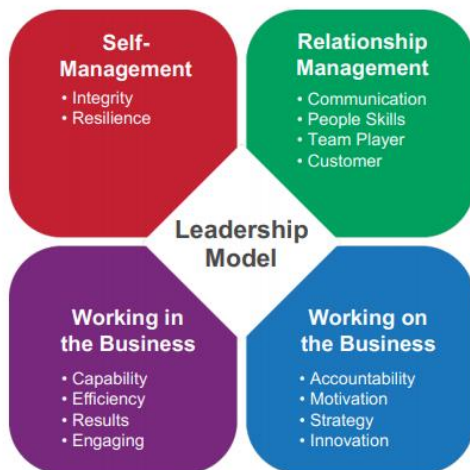 Self-
Management
• Integrity
• Resilience
Relationship
Management
• Communication
• People Skills
• Team Player
• Customer
Leadership
Model
Working in
the Business
• Capability
• Efficiency
• Results
• Engaging
Working on
the Business
• Accountability
• Motivation
• Strategy
• Innovation